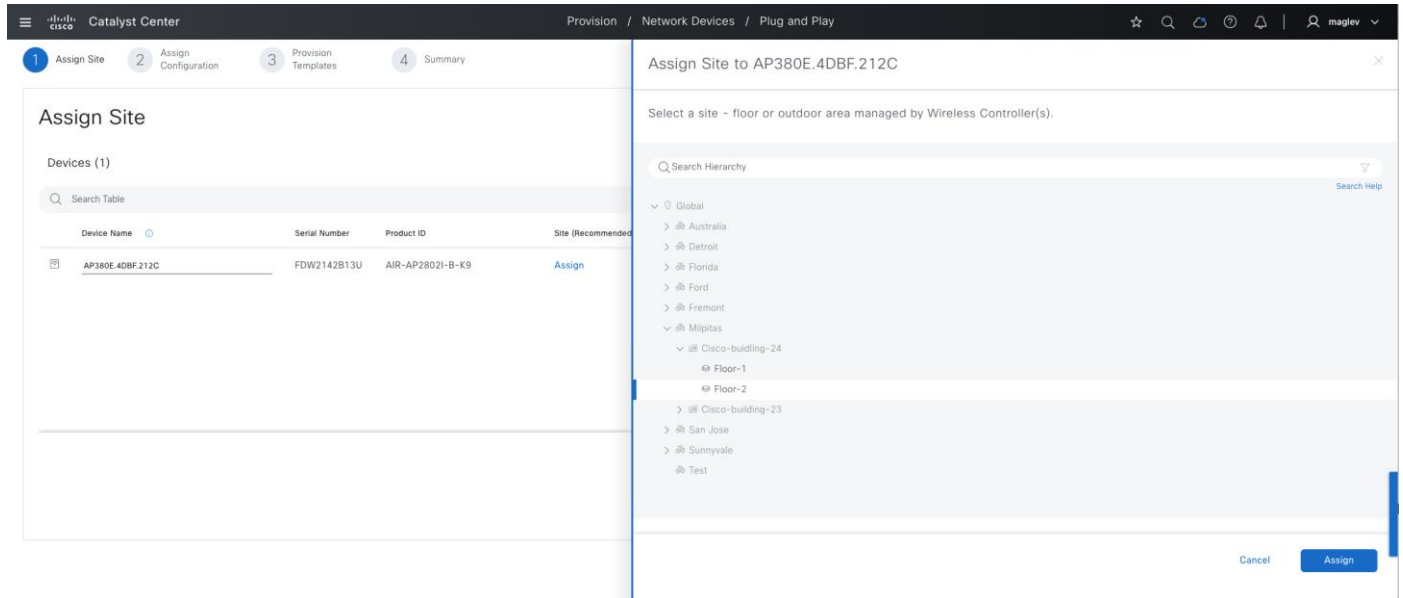 cisco Catalyst Center
Provision / Network Devices / Plug and Play
maglev
1 Assign Site
2 Assign Configuration
3 Provision Templates
4 Summary
Assign Site
Devices (1)
Search Table
Device Name
Serial Number
Product ID
Site (Recommended
AP380E.4DBF.212C
FDW2142B13U
AIR-AP2802I-B-K9
Assign
Assign Site to AP380E.4DBF.212C
Select a site - floor or outdoor area managed by Wireless Controller(s).
Search Hierarchy
Search Help
Global
Australia
Detroit
Florida
Ford
Fremont
Milpitas
Cisco-buidling-24
Floor-1
Floor-2
Cisco-building-23
San Jose
Sunnyvale
Test
Cancel
Assign